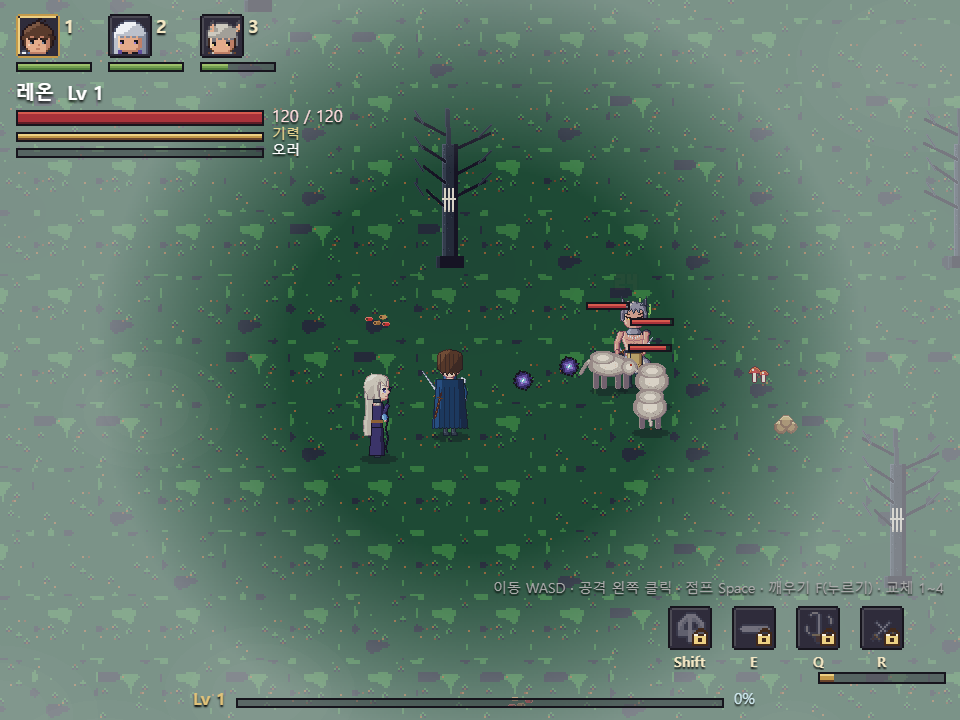 1 2 3
레온 Lv 1
120 / 120
기력
오러
이동 WASD · 공격 왼쪽 클릭 · 점프 Space · 깨우기 F(누르기) · 교체 1~4
Shift E Q R
Lv 1 0%